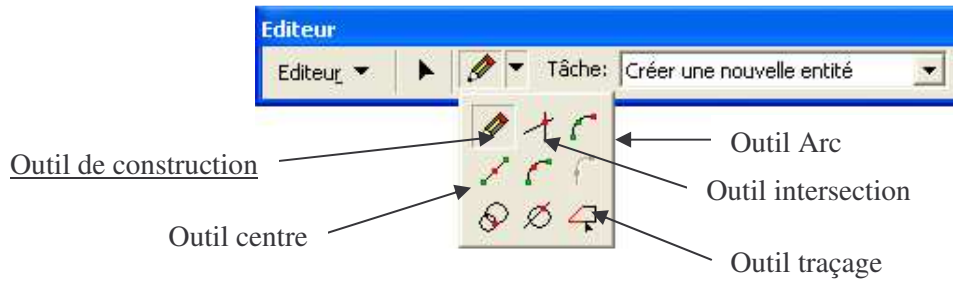 Editeur
Editeur Tâche: Créer une nouvelle entité
Outil Arc
Outil de construction
Outil intersection
Outil centre
Outil traçage